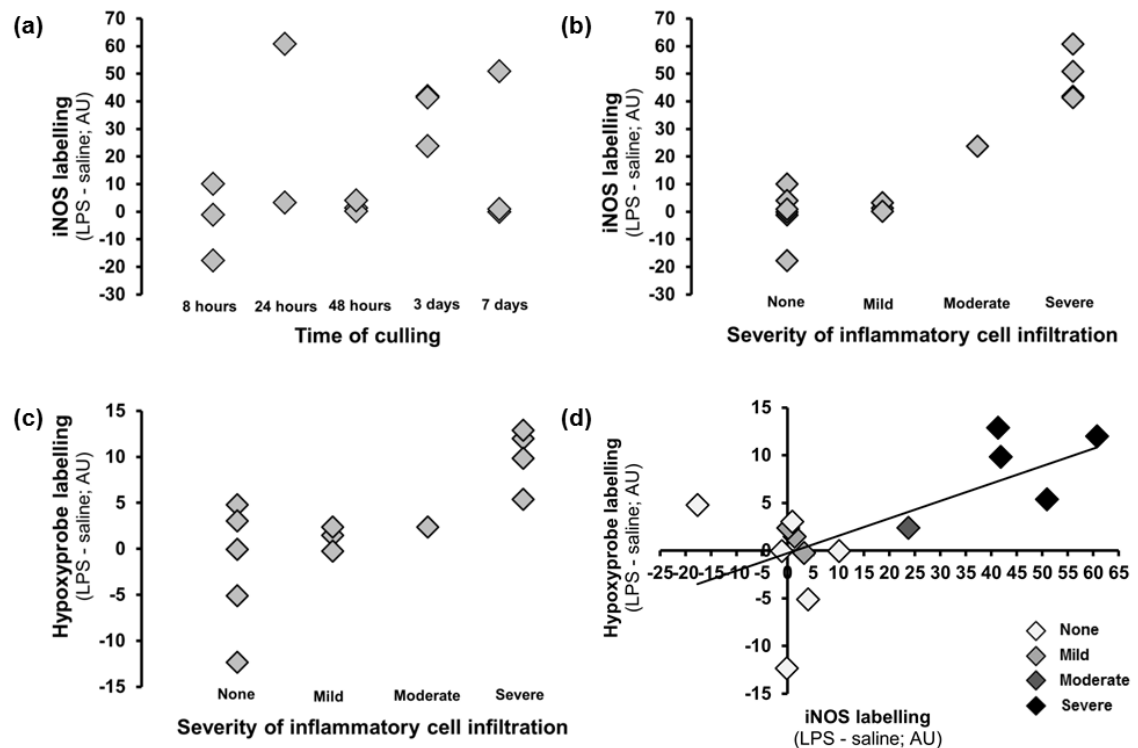 (a)
iNOS labelling
(LPS - saline; AU)
70
60
50
40
30
20
10
0
-10
-20
-30
8 hours 24 hours 48 hours 3 days 7 days
Time of culling
(b)
iNOS labelling
(LPS - saline; AU)
70
60
50
40
30
20
10
0
-10
-20
-30
None Mild Moderate Severe
Severity of inflammatory cell infiltration
(c)
Hypoxyprobe labelling
(LPS - saline; AU)
15
10
5
0
-5
-10
-15
None Mild Moderate Severe
Severity of inflammatory cell infiltration
(d)
Hypoxyprobe labelling
(LPS - saline; AU)
15
10
5
0
-25 -20 -15 -10 -5 0 5 10 15 20 25 30 35 40 45 50 55 60 65
-5
-10
-15
None
Mild
Moderate
Severe
iNOS labelling
(LPS - saline; AU)